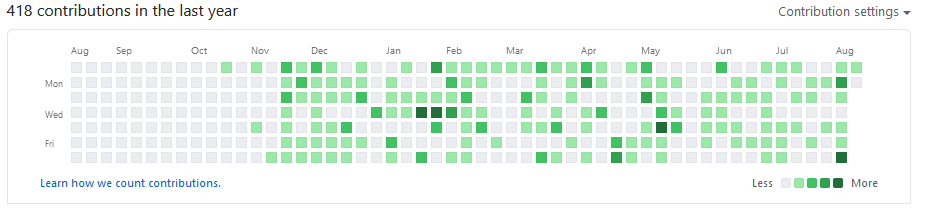 418 contributions in the last year
Contribution settings
Aug Sep Oct Nov Dec Jan Feb Mar Apr May Jun Jul Aug
Mon
Wed
Fri
Learn how we count contributions.
Less More